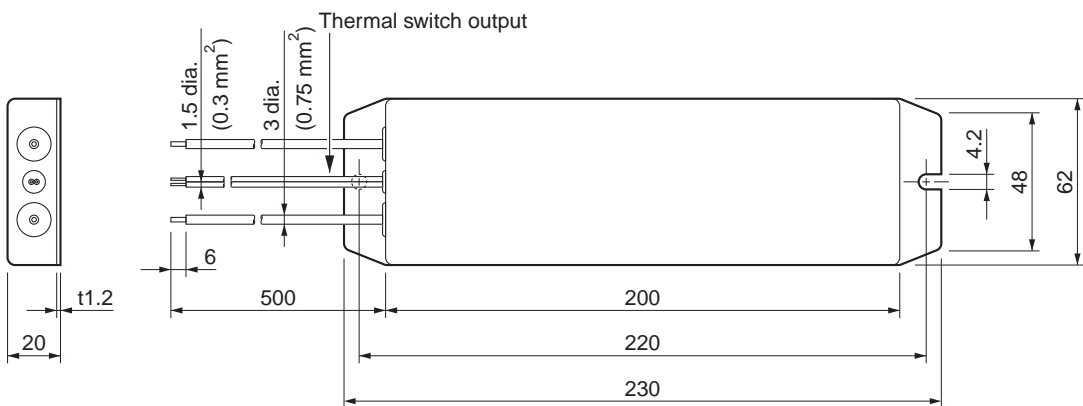 Thermal switch output
1.5 dia.
(0.3 mm²)
3 dia.
(0.75 mm²)
4.2
48
62
6
t1.2
500
200
20
220
230